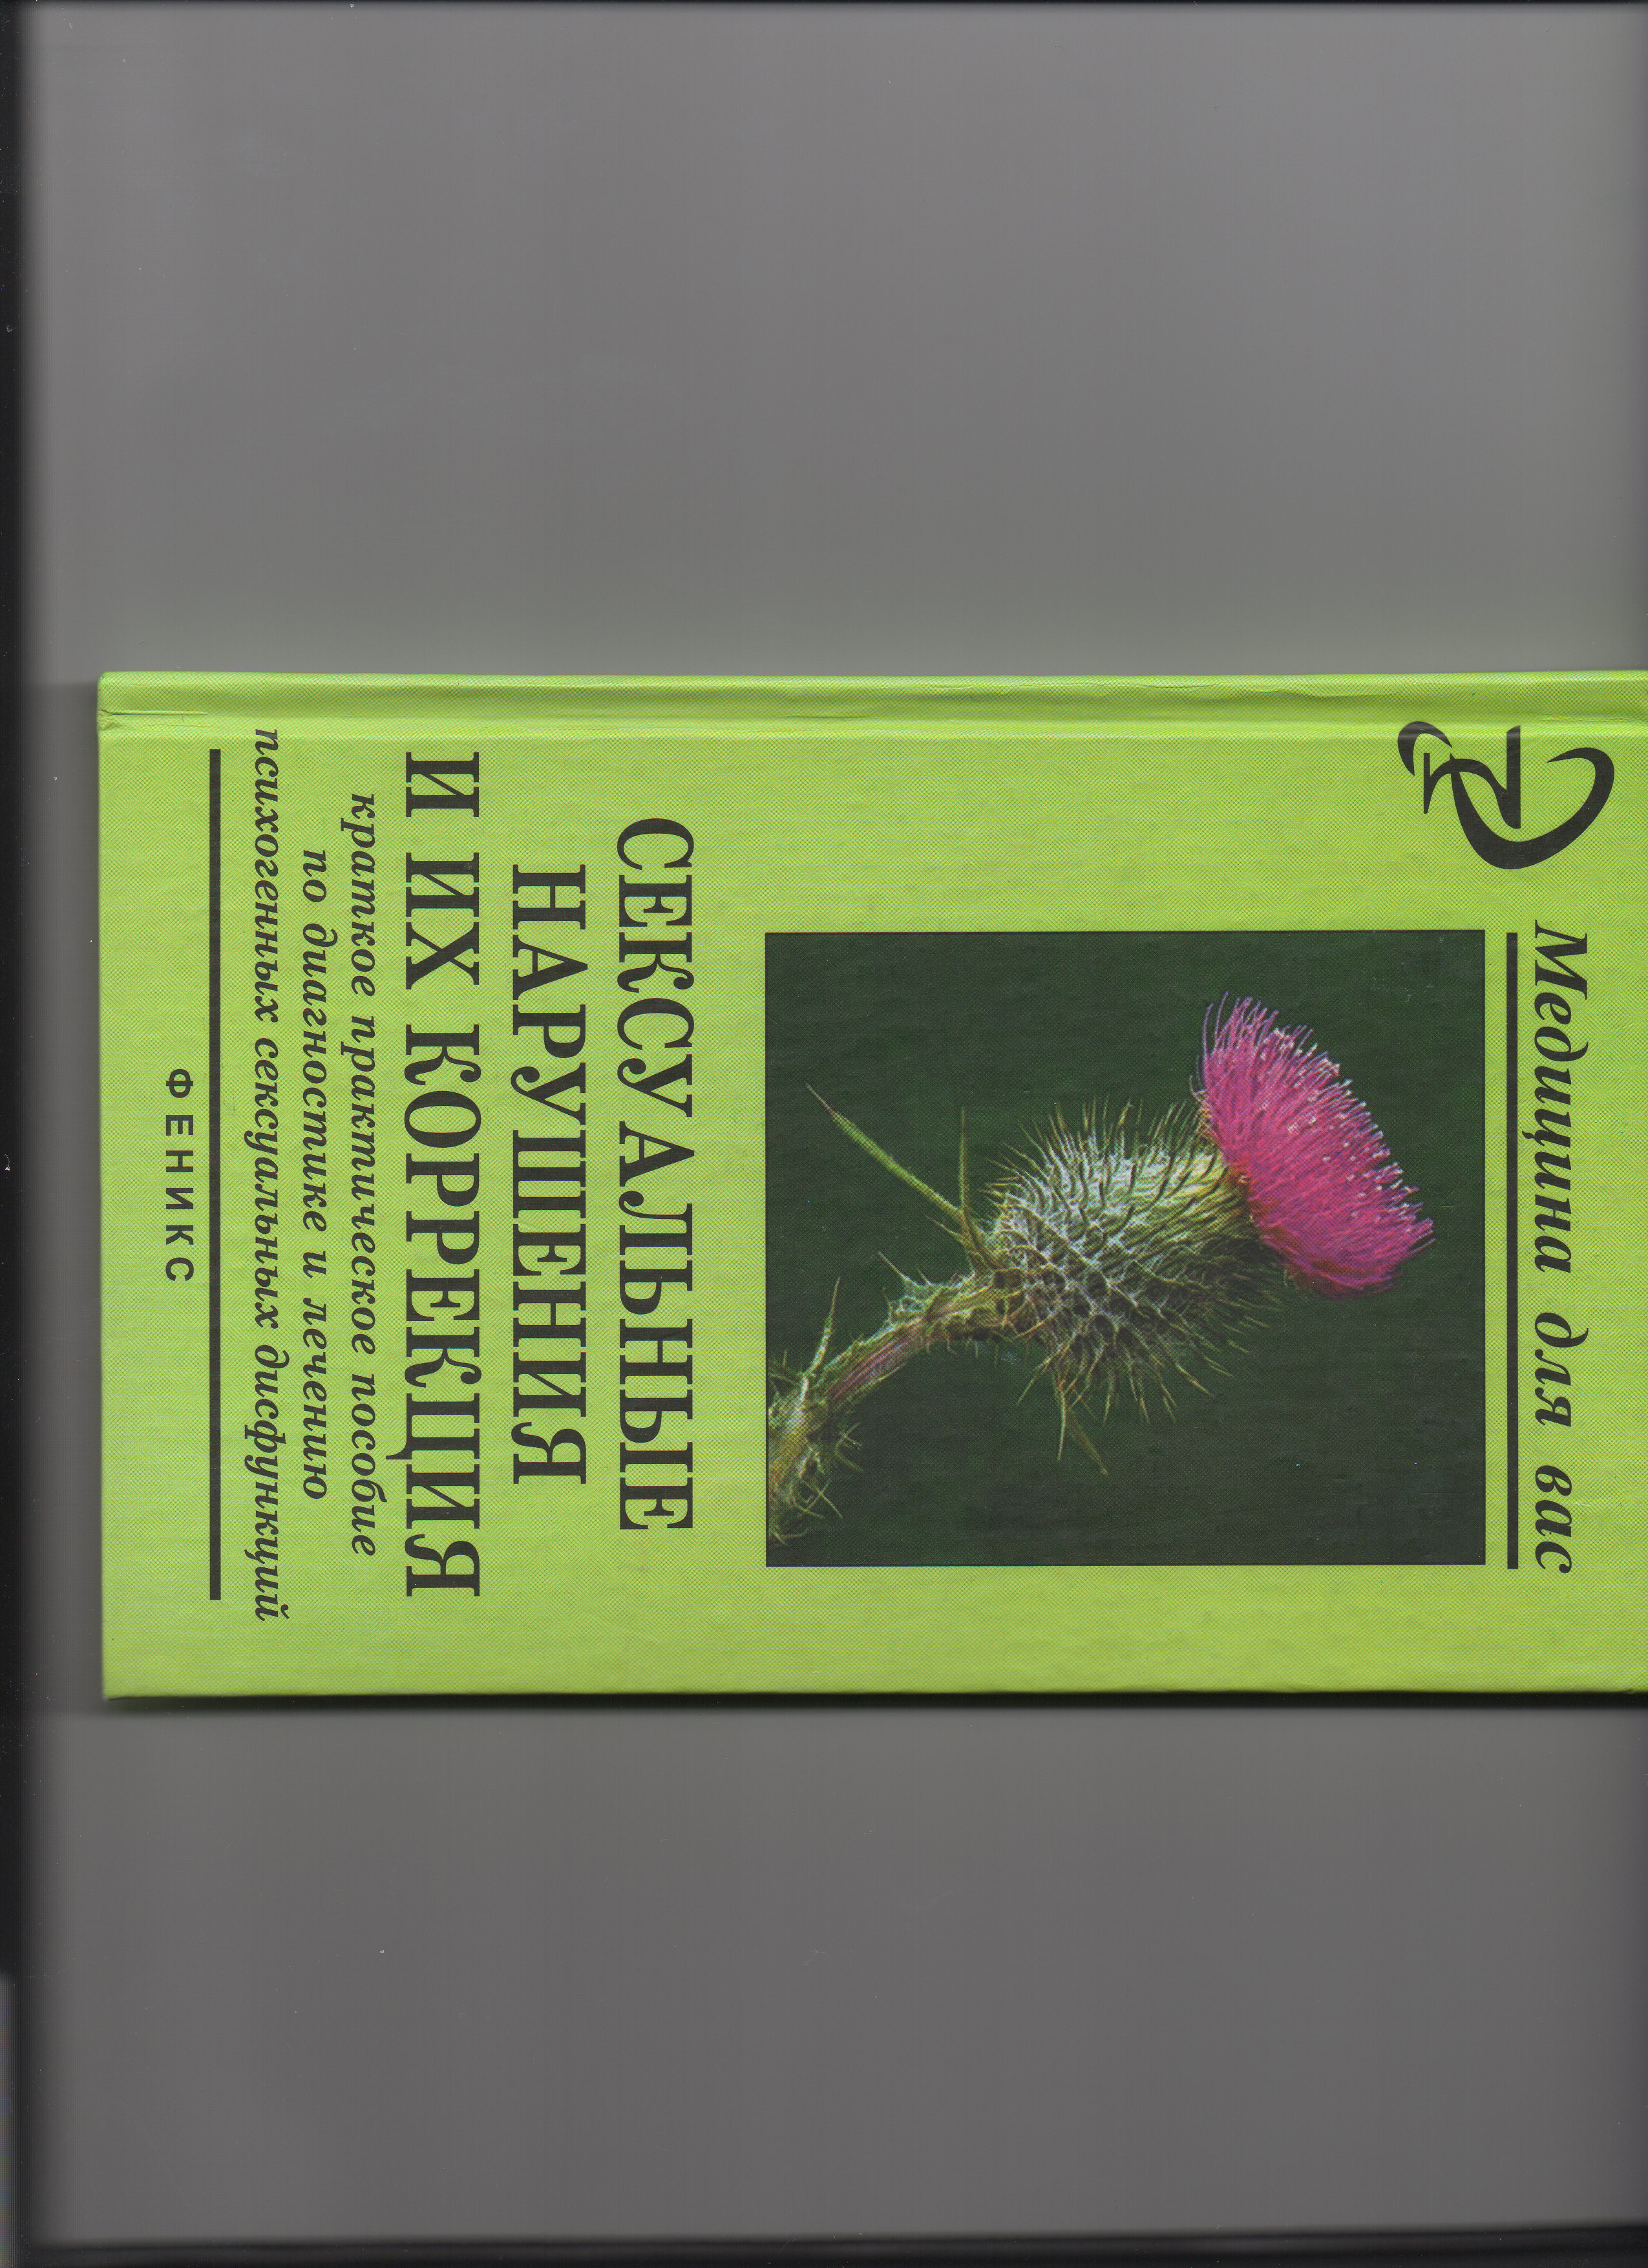 Медицина для вас
СЕКСУАЛЬНЫЕ
НАРУШЕНИЯ
И ИХ КОРРЕКЦИЯ
краткое практическое пособие
по диагностике и лечению
психогенных сексуальных дисфункций
ФЕНИКС